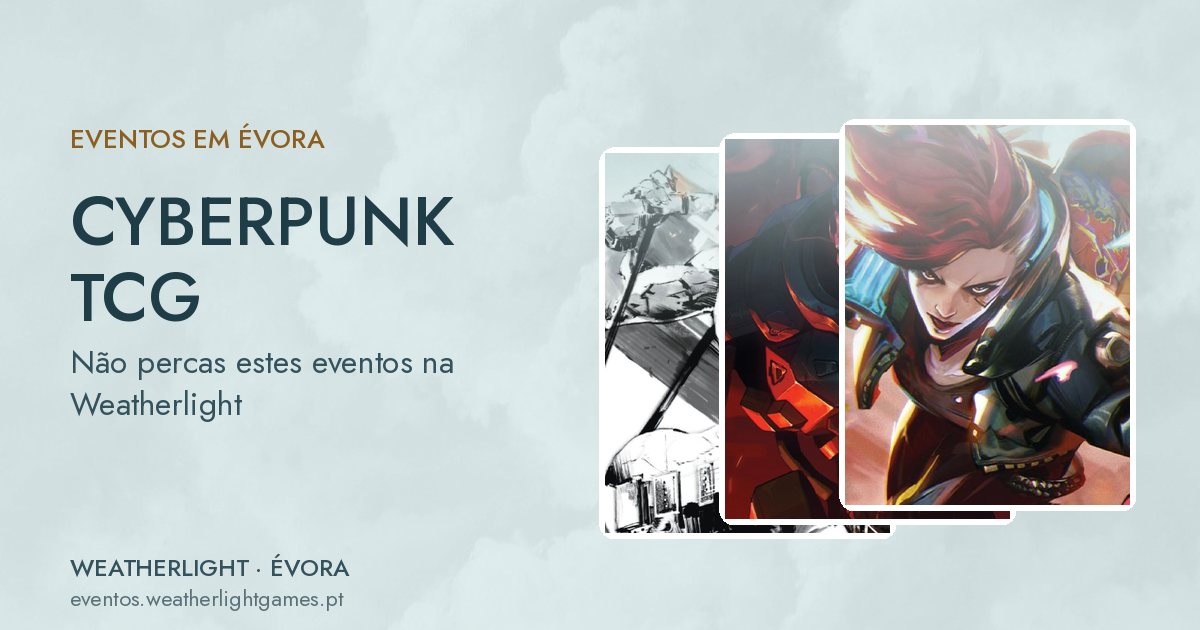 EVENTOS EM ÉVORA
CYBERPUNK
TCG
Não percas estes eventos na
Weatherlight
WEATHERLIGHT · ÉVORA
eventos.weatherlightgames.pt